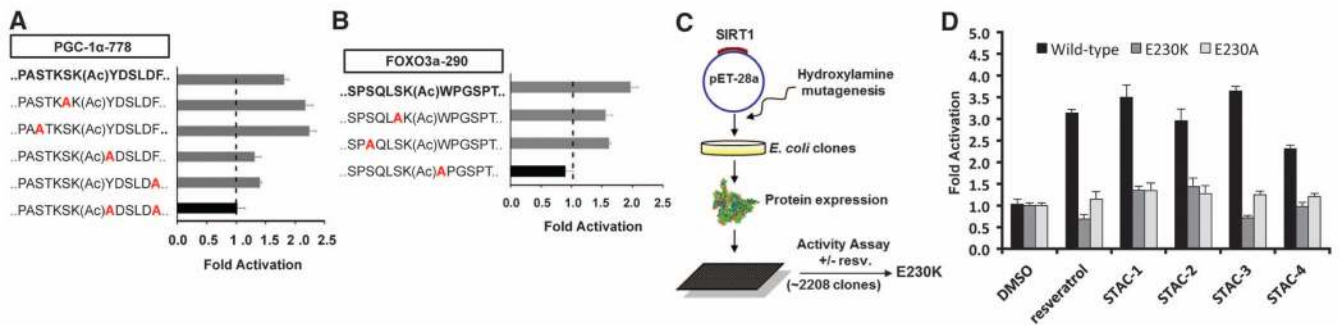 A
PGC-1α-778
..PASTKSK(Ac)YDSLDF..
..PASTKAK(Ac)YDSLDF..
..PAATKSK(Ac)YDSLDF..
..PASTKSK(Ac)ADSLDF..
..PASTKSK(Ac)YDSLDA..
..PASTKSK(Ac)ADSLDA..
0.0 0.5 1.0 1.5 2.0 2.5
Fold Activation
B
FOXO3a-290
..SPSQLSK(Ac)WPGSPT..
..SPSQLAK(Ac)WPGSPT..
..SPAQLSK(Ac)WPGSPT..
..SPSQLSK(Ac)APGSPT..
0.0 0.5 1.0 1.5 2.0 2.5
Fold Activation
C
SIRT1
pET-28a
Hydroxylamine
mutagenesis
E. coli clones
Protein expression
Activity Assay
+/- resv.
(~2208 clones)
E230K
D
Wild-type E230K E230A
Fold Activation
5.0
4.5
4.0
3.5
3.0
2.5
2.0
1.5
1.0
0.5
0.0
DMSO
resveratrol
STAC-1
STAC-2
STAC-3
STAC-4